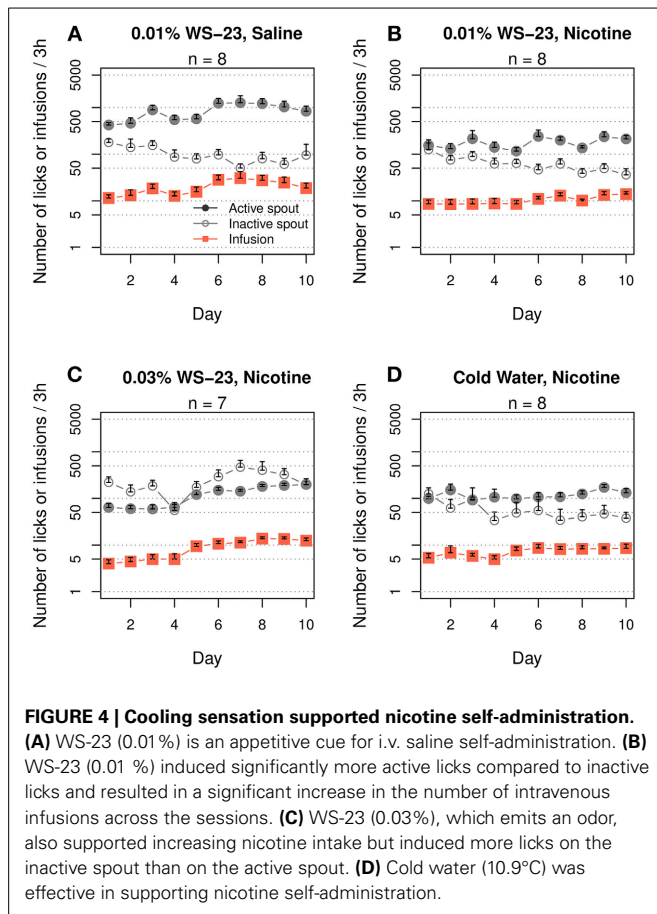 A 0.01% WS−23, Saline
n = 8
Number of licks or infusions / 3h
5000
500
50
5
1
Active spout
Inactive spout
Infusion
2 4 6 8 10
Day
B 0.01% WS−23, Nicotine
n = 8
Number of licks or infusions / 3h
5000
500
50
5
1
2 4 6 8 10
Day
C 0.03% WS−23, Nicotine
n = 7
Number of licks or infusions / 3h
5000
500
50
5
1
2 4 6 8 10
Day
D Cold Water, Nicotine
n = 8
Number of licks or infusions / 3h
5000
500
50
5
1
2 4 6 8 10
Day
FIGURE 4 | Cooling sensation supported nicotine self-administration.
(A) WS-23 (0.01%) is an appetitive cue for i.v. saline self-administration. (B)
WS-23 (0.01 %) induced significantly more active licks compared to inactive
licks and resulted in a significant increase in the number of intravenous
infusions across the sessions. (C) WS-23 (0.03%), which emits an odor,
also supported increasing nicotine intake but induced more licks on the
inactive spout than on the active spout. (D) Cold water (10.9°C) was
effective in supporting nicotine self-administration.